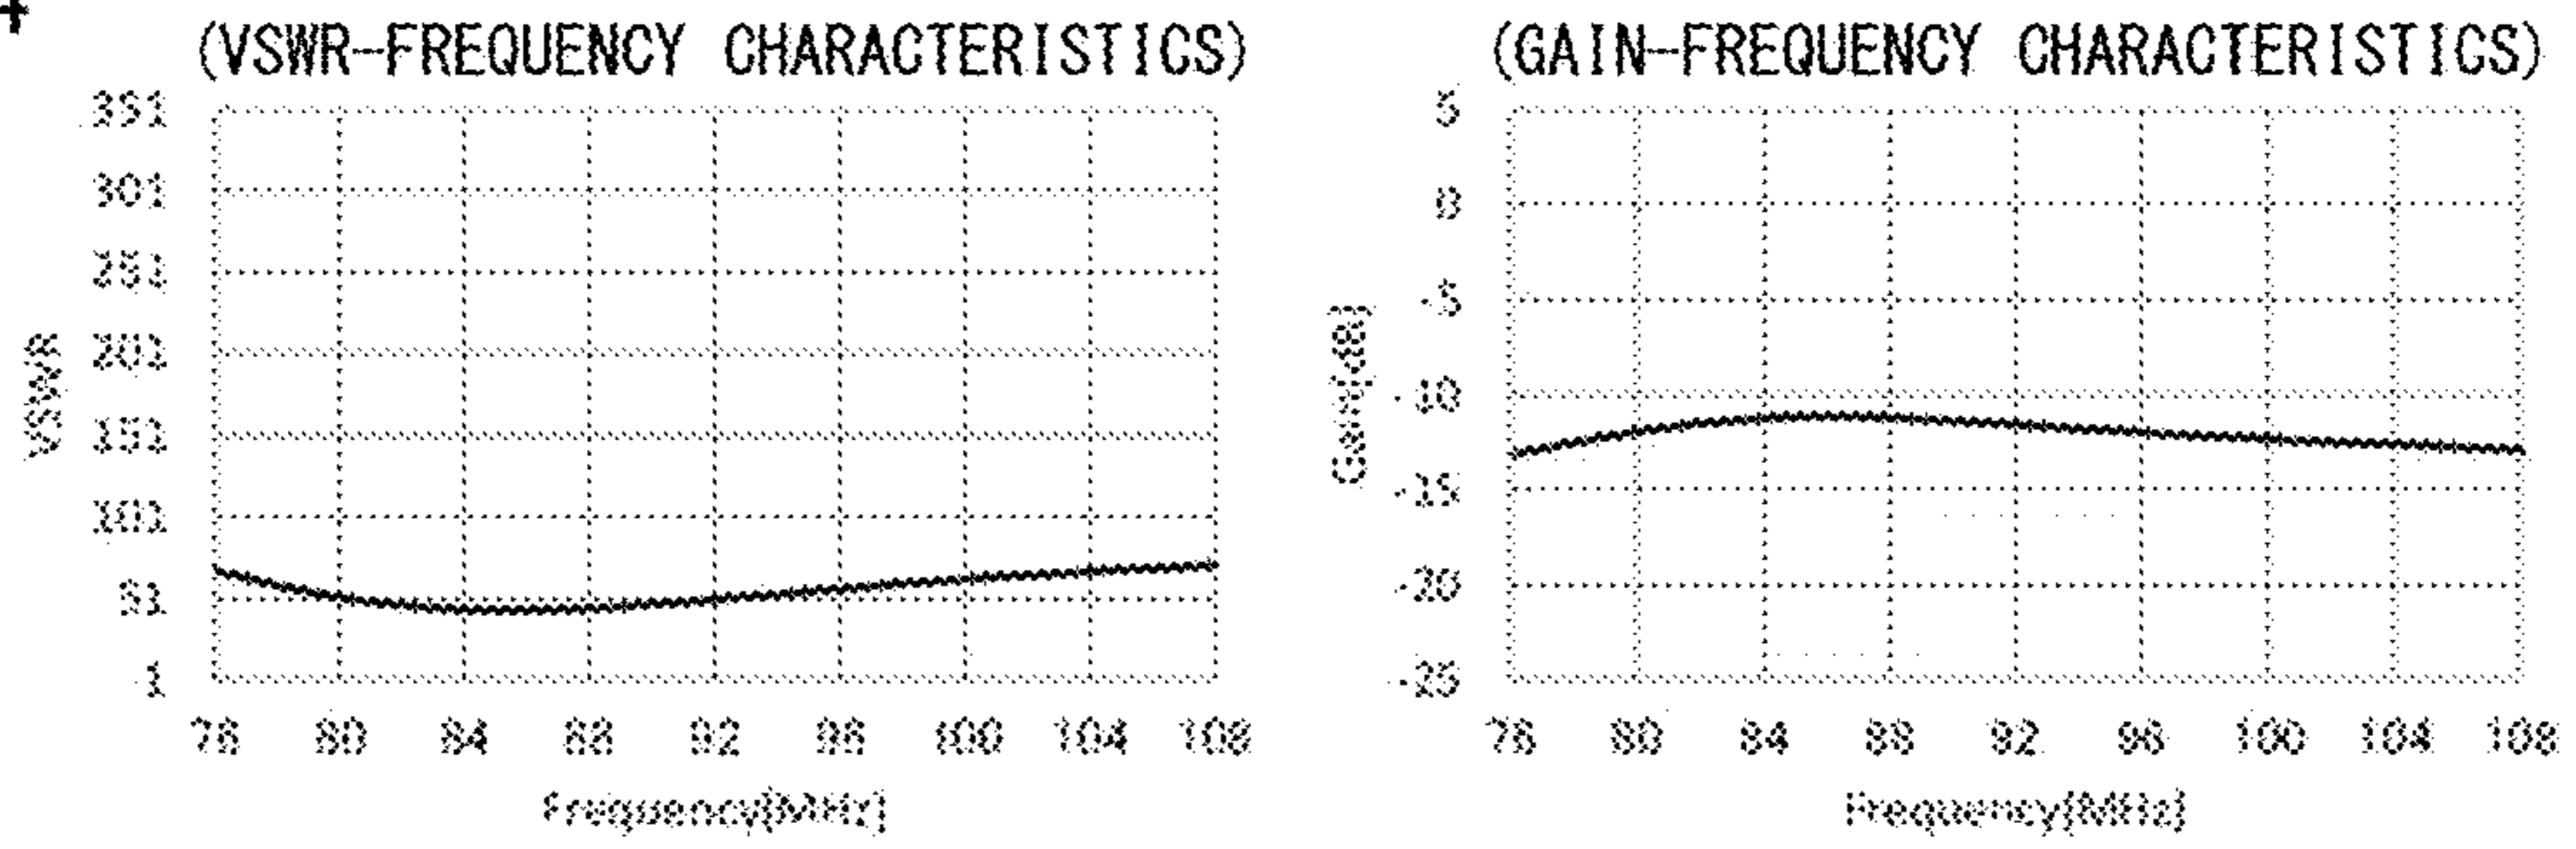 (VSWR-FREQUENCY CHARACTERISTICS)
351
301
251
201
151
101
51
1
VSWR
76 80 84 88 92 96 100 104 108
Frequency[MHz]
(GAIN-FREQUENCY CHARACTERISTICS)
5
0
-5
-10
-15
-20
-25
Gain[dB]
76 80 84 88 92 96 100 104 108
Frequency[MHz]